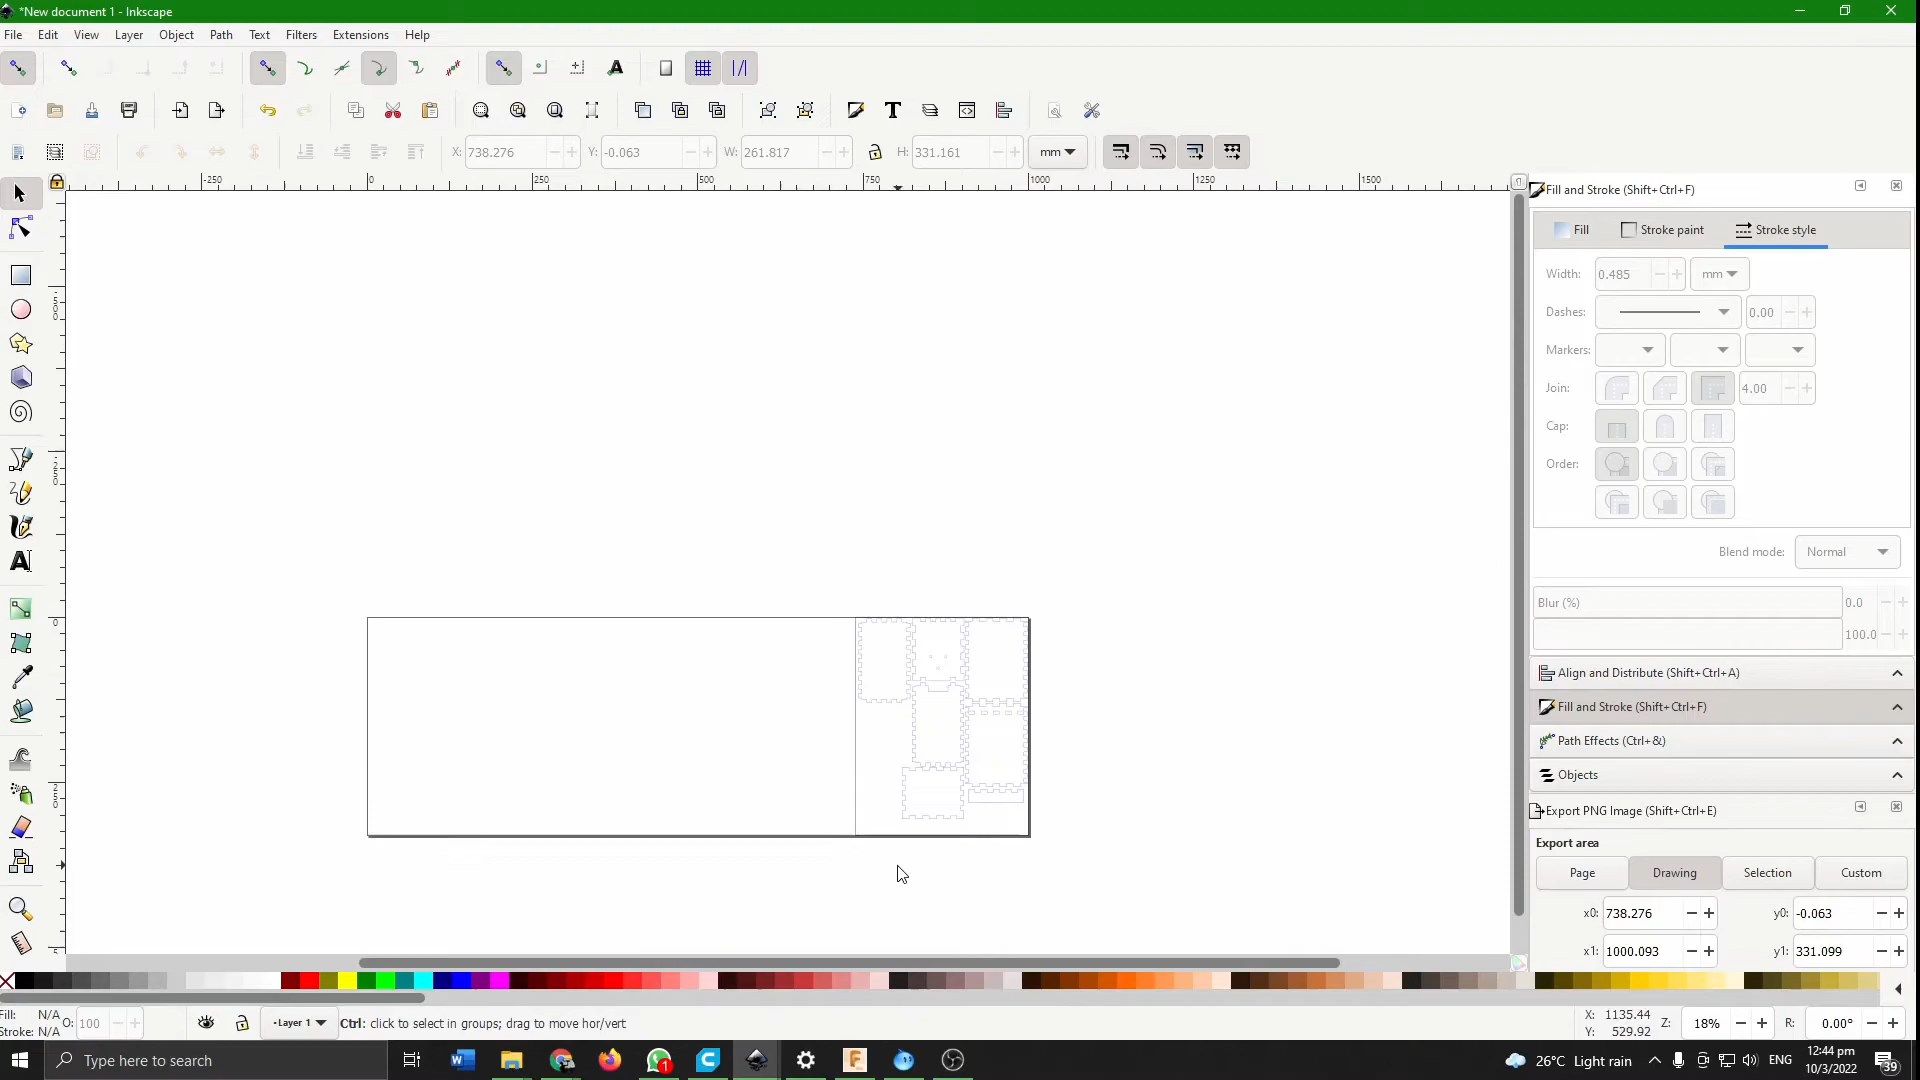 *New document 1 - Inkscape
File Edit View Layer Object Path Text Filters Extensions Help
X: 738.276 Y: -0.063 W: 261.817 H: 331.161 mm
-250 0 250 500 750 1000 1250 1500
Fill and Stroke (Shift+Ctrl+F)
Fill Stroke paint Stroke style
Width: 0.485 mm
Dashes: 0.00
Markers:
Join: 4.00
Cap:
Order:
Blend mode: Normal
Blur (%) 0.0
100.0
Align and Distribute (Shift+Ctrl+A)
Fill and Stroke (Shift+Ctrl+F)
Path Effects (Ctrl+&)
Objects
Export PNG Image (Shift+Ctrl+E)
Export area
Page Drawing Selection Custom
x0: 738.276 y0: -0.063
x1: 1000.093 y1: 331.099
Fill: N/A
Stroke: N/A
O: 100
-Layer 1
Ctrl: click to select in groups; drag to move hor/vert
X: 1135.44
Y: 529.92
Z: 18% R: 0.00°
Type here to search
1
26°C Light rain ENG
12:44 pm
10/3/2022
39